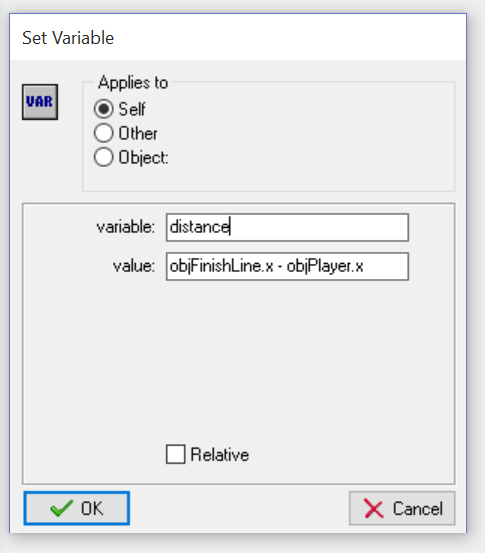 Set Variable
Applies to
VAR
Self
Other
Object:
variable: distance
value: objFinishLine.x - objPlayer.x
Relative
OK Cancel